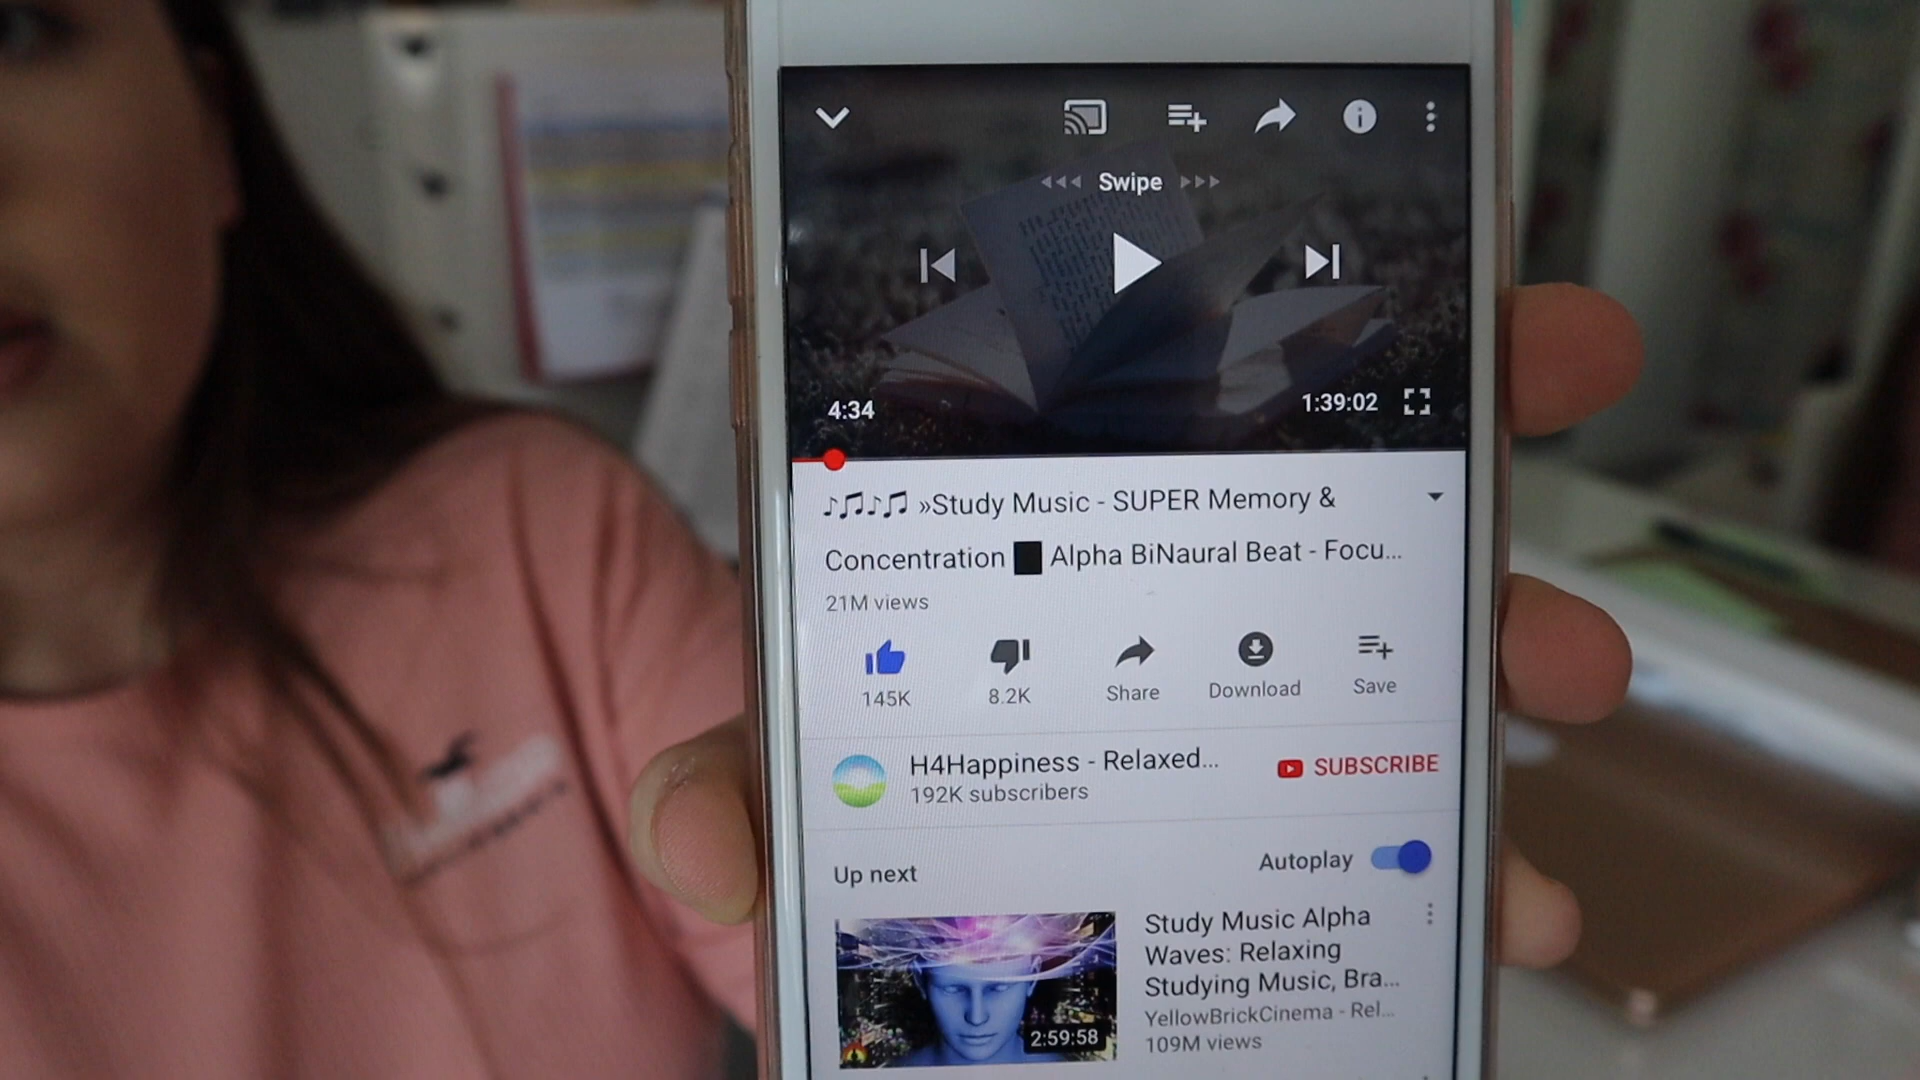 Swipe
4:34
1:39:02
♪♫♪♫ »Study Music - SUPER Memory &
Concentration ⬛ Alpha BiNaural Beat - Focu...
21M views
145K
8.2K
Share
Download
Save
H4Happiness - Relaxed...
192K subscribers
SUBSCRIBE
Up next
Autoplay
2:59:58
Study Music Alpha
Waves: Relaxing
Studying Music, Bra...
YellowBrickCinema - Rel...
109M views